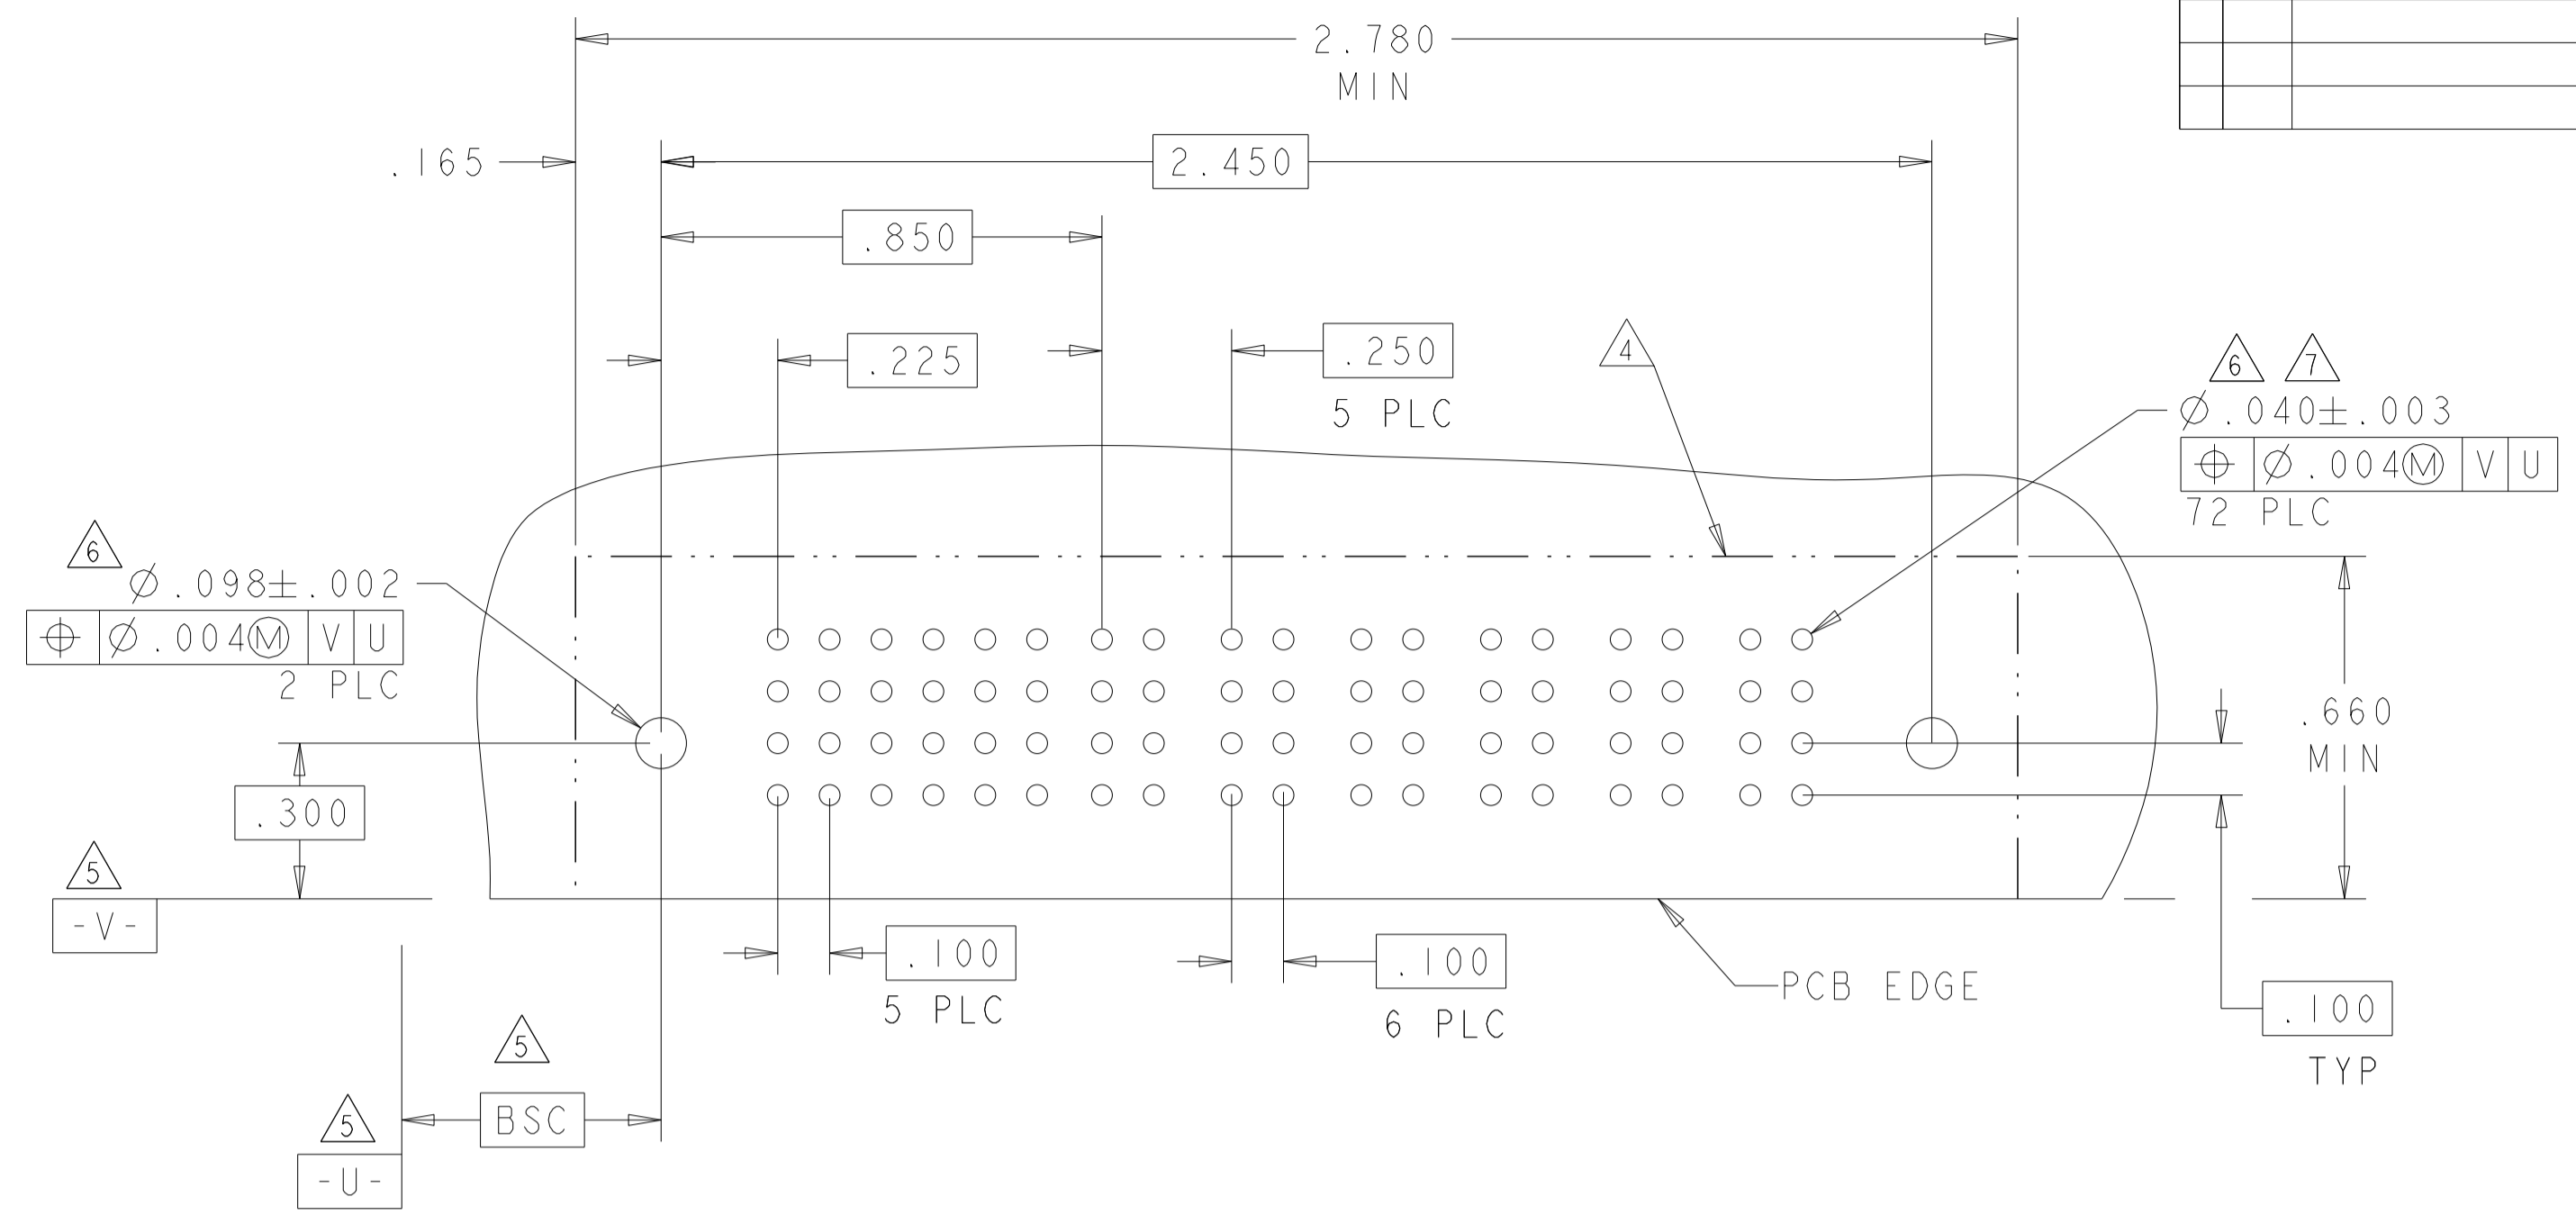 2.780
MIN
.165
2.450
.850
.225
.250
5 PLC
4
6 7
Ø.040±.003
⌖ Ø.004Ⓜ V U
72 PLC
6
Ø.098±.002
⌖ Ø.004Ⓜ V U
2 PLC
.660
MIN
.300
5
-V-
.100
5 PLC
.100
6 PLC
PCB EDGE
.100
TYP
5
BSC
5
-U-